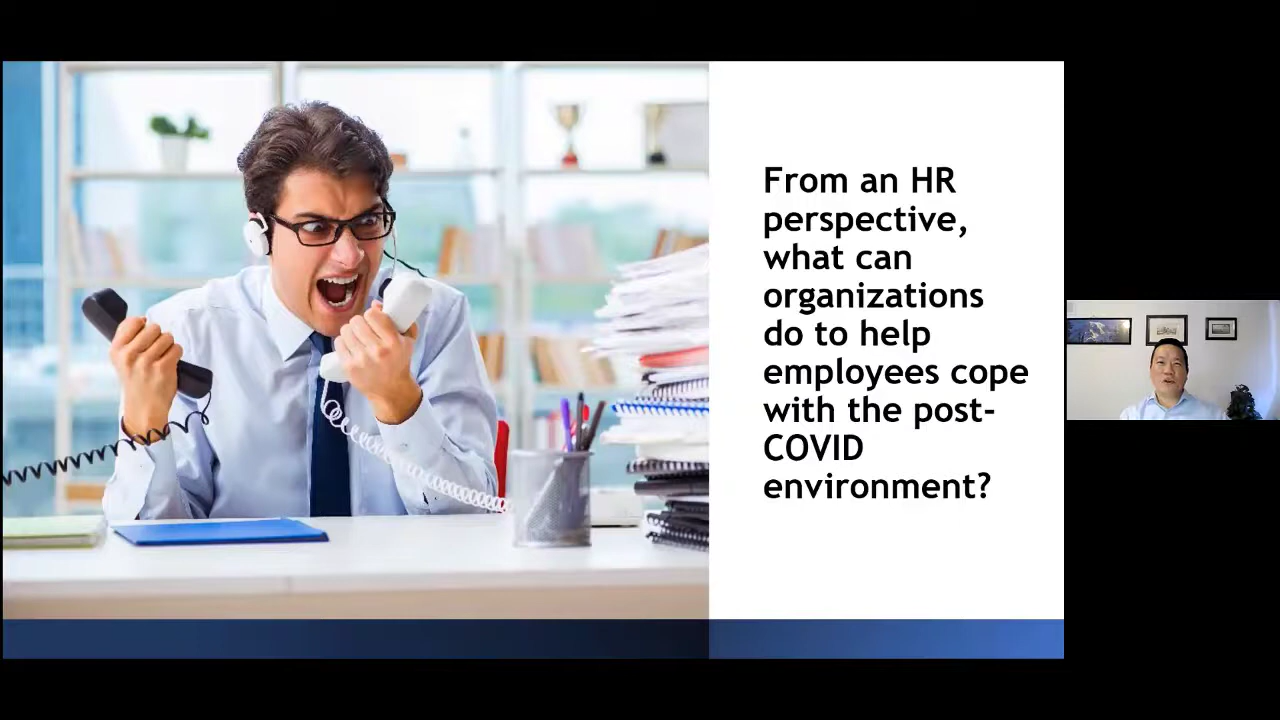 From an HR
perspective,
what can
organizations
do to help
employees cope
with the post-
COVID
environment?